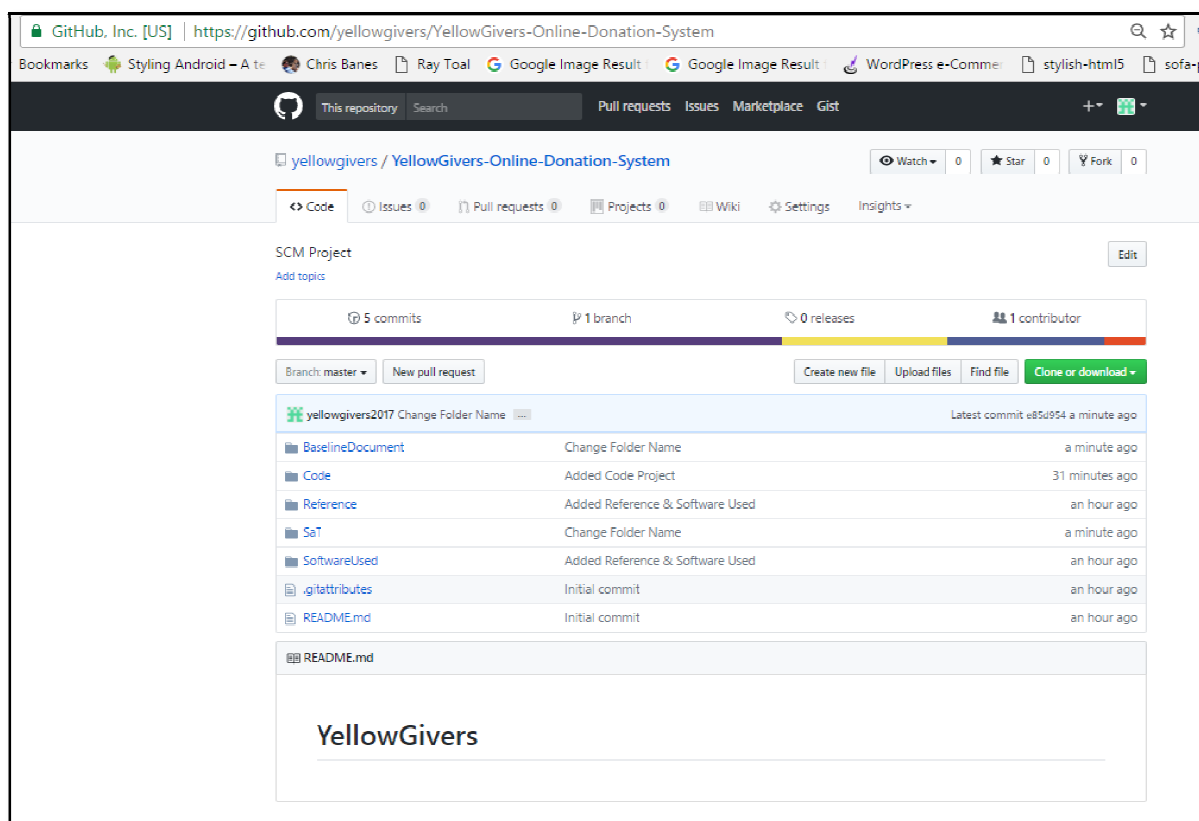 GitHub, Inc. [US] | https://github.com/yellowgivers/YellowGivers-Online-Donation-System
Bookmarks Styling Android – A te Chris Banes Ray Toal Google Image Result Google Image Result WordPress e-Commer stylish-html5 sofa-p
This repository Search Pull requests Issues Marketplace Gist
yellowgivers / YellowGivers-Online-Donation-System Watch 0 Star 0 Fork 0
Code Issues 0 Pull requests 0 Projects 0 Wiki Settings Insights
SCM Project Edit
Add topics
5 commits 1 branch 0 releases 1 contributor
Branch: master New pull request Create new file Upload files Find file Clone or download
yellowgivers2017 Change Folder Name ... Latest commit e85d954 a minute ago
BaselineDocument Change Folder Name a minute ago
Code Added Code Project 31 minutes ago
Reference Added Reference & Software Used an hour ago
SaT Change Folder Name a minute ago
SoftwareUsed Added Reference & Software Used an hour ago
.gitattributes Initial commit an hour ago
README.md Initial commit an hour ago
README.md
YellowGivers